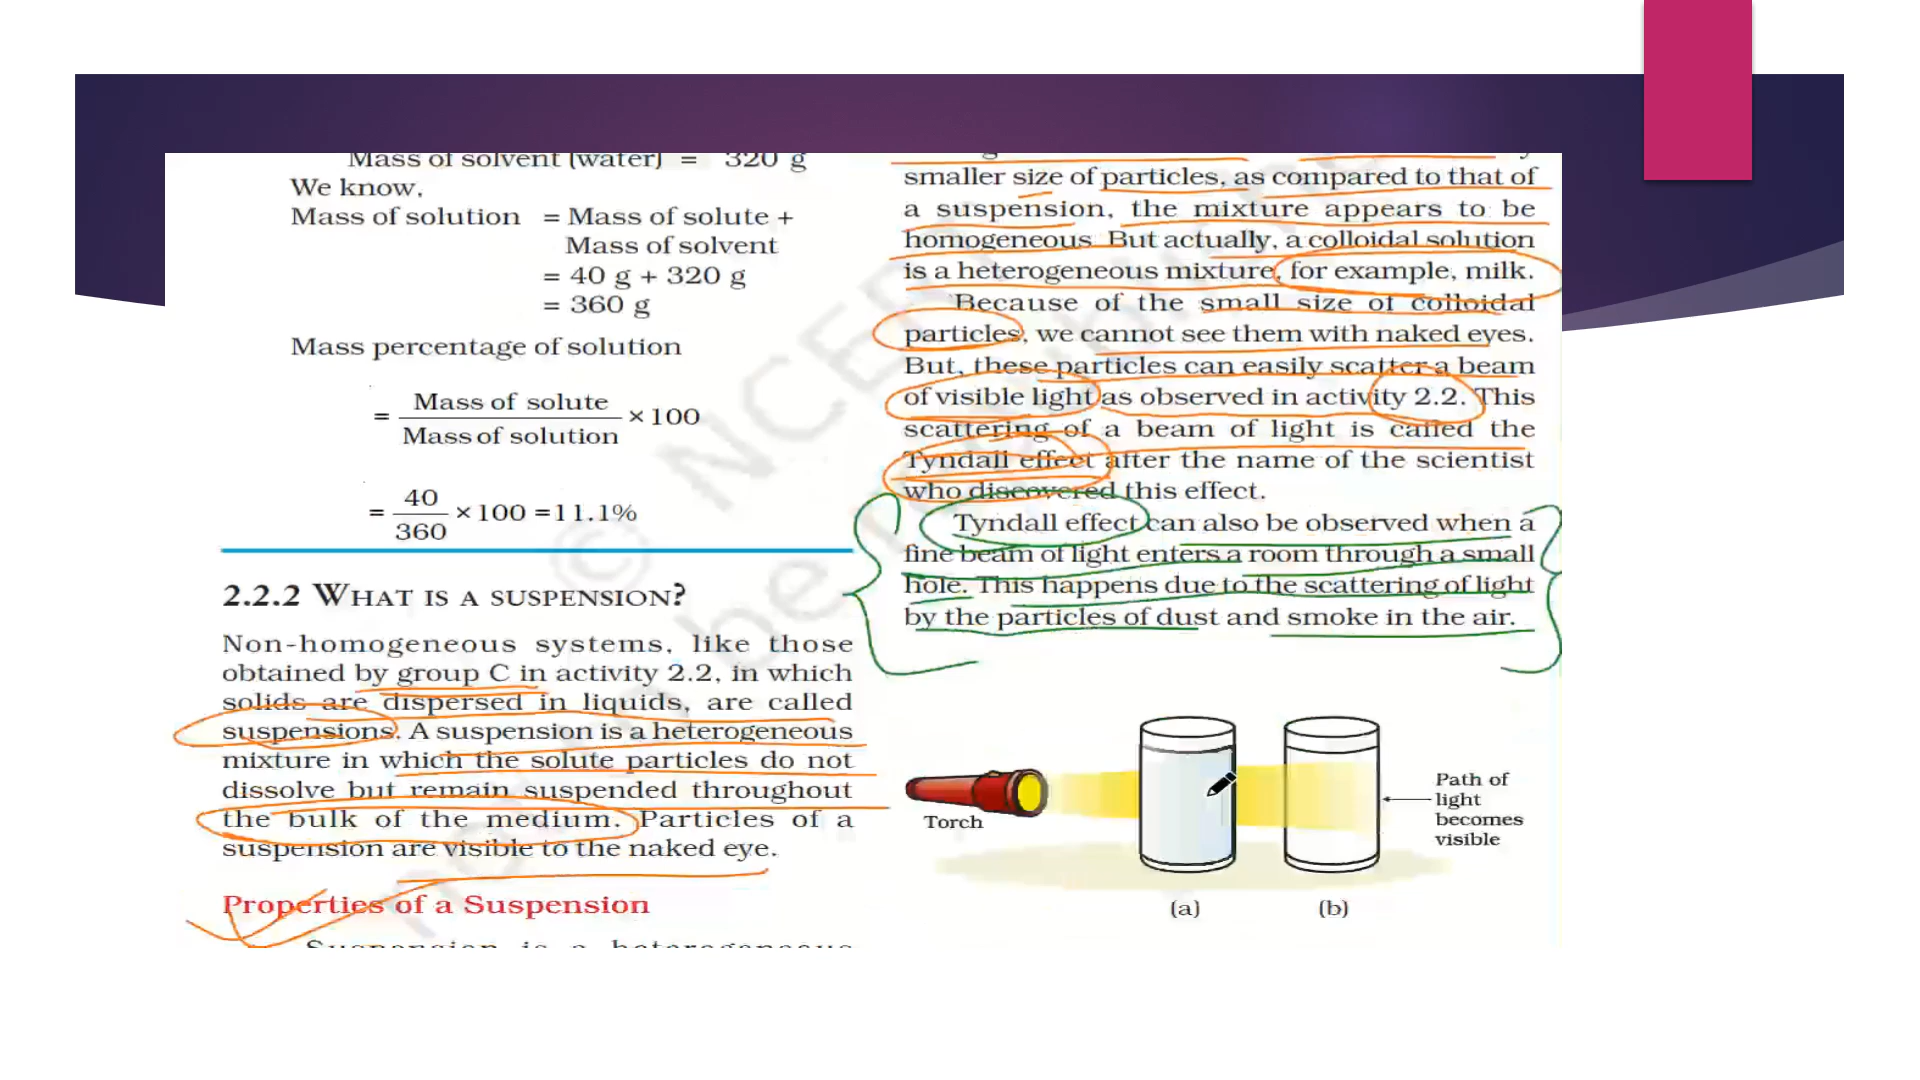 Mass of solvent (water) = 320 g
We know,
Mass of solution = Mass of solute +
Mass of solvent
= 40 g + 320 g
= 360 g
Mass percentage of solution
= Mass of solute / Mass of solution × 100
= 40 / 360 × 100 = 11.1%
2.2.2 WHAT IS A SUSPENSION?
Non-homogeneous systems, like those
obtained by group C in activity 2.2, in which
solids are dispersed in liquids, are called
suspensions. A suspension is a heterogeneous
mixture in which the solute particles do not
dissolve but remain suspended throughout
the bulk of the medium. Particles of a
suspension are visible to the naked eye.
Properties of a Suspension
Suspension is a heterogeneous
smaller size of particles, as compared to that of
a suspension, the mixture appears to be
homogeneous. But actually, a colloidal solution
is a heterogeneous mixture, for example, milk.
Because of the small size of colloidal
particles, we cannot see them with naked eyes.
But, these particles can easily scatter a beam
of visible light as observed in activity 2.2. This
scattering of a beam of light is called the
Tyndall effect after the name of the scientist
who discovered this effect.
Tyndall effect can also be observed when a
fine beam of light enters a room through a small
hole. This happens due to the scattering of light
by the particles of dust and smoke in the air.
Torch
Path of
light
becomes
visible
(a) (b)
© NCERT
not to be republished